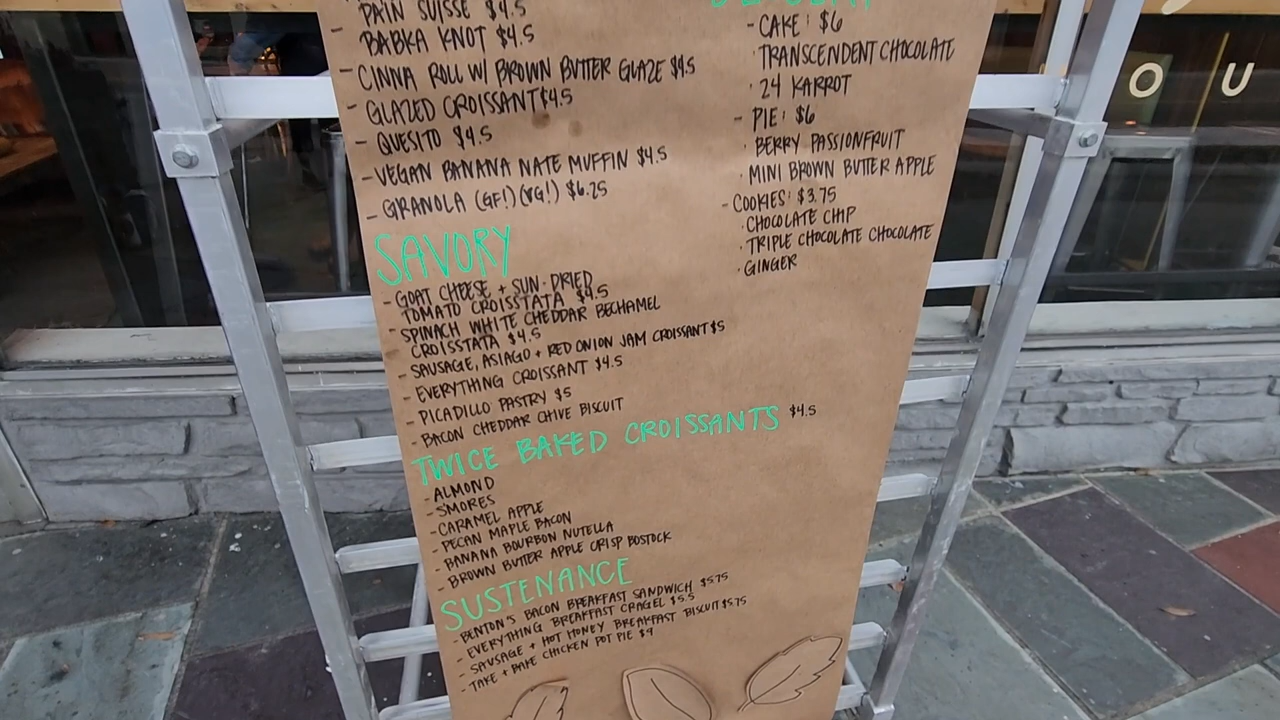 PAIN SUISSE $4.5
- BABKA KNOT $4.5
- CINNA ROLL W/ BROWN BUTTER GLAZE $4.5
- GLAZED CROISSANT $4.5
- QUESITO $4.5
- VEGAN BANANA NATE MUFFIN $4.5
- GRANOLA (GF!) (VG!) $6.25
SAVORY
- GOAT CHEESE + SUN-DRIED
TOMATO CROISSTATA $4.5
- SPINACH WHITE CHEDDAR BECHAMEL
CROISSTATA $4.5
- SAUSAGE, ASIAGO + RED ONION JAM CROISSANT $5
- EVERYTHING CROISSANT $4.5
- PICADILLO PASTRY $5
- BACON CHEDDAR CHIVE BISCUIT
TWICE BAKED CROISSANTS $4.5
- ALMOND
- SMORES
- CARAMEL APPLE
- PECAN MAPLE BACON
- BANANA BOURBON NUTELLA
- BROWN BUTTER APPLE CRISP BOSTOCK
SUSTENANCE
- BENTON'S BACON BREAKFAST SANDWICH $5.75
- EVERYTHING BREAKFAST CRAGEL $5.5
- SAUSAGE + HOT HONEY BREAKFAST BISCUIT $5.75
- TAKE + BAKE CHICKEN POT PIE $9
- CAKE: $6
· TRANSCENDENT CHOCOLATE
· 24 KARROT
- PIE: $6
· BERRY PASSIONFRUIT
· MINI BROWN BUTTER APPLE
- COOKIES: $3.75
· CHOCOLATE CHIP
· TRIPLE CHOCOLATE CHOCOLATE
· GINGER
O U